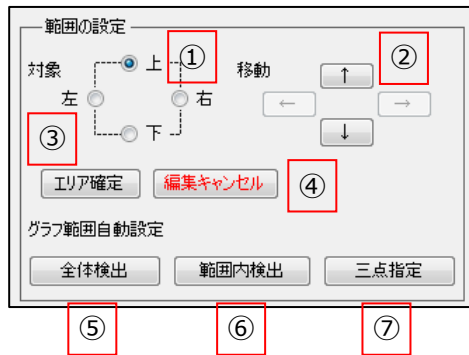 範囲の設定
対象 上 ① 移動 ↑ ②
左 右 ← →
③ 下 ↓
エリア確定 編集キャンセル ④
グラフ範囲自動設定
全体検出 範囲内検出 三点指定
⑤ ⑥ ⑦